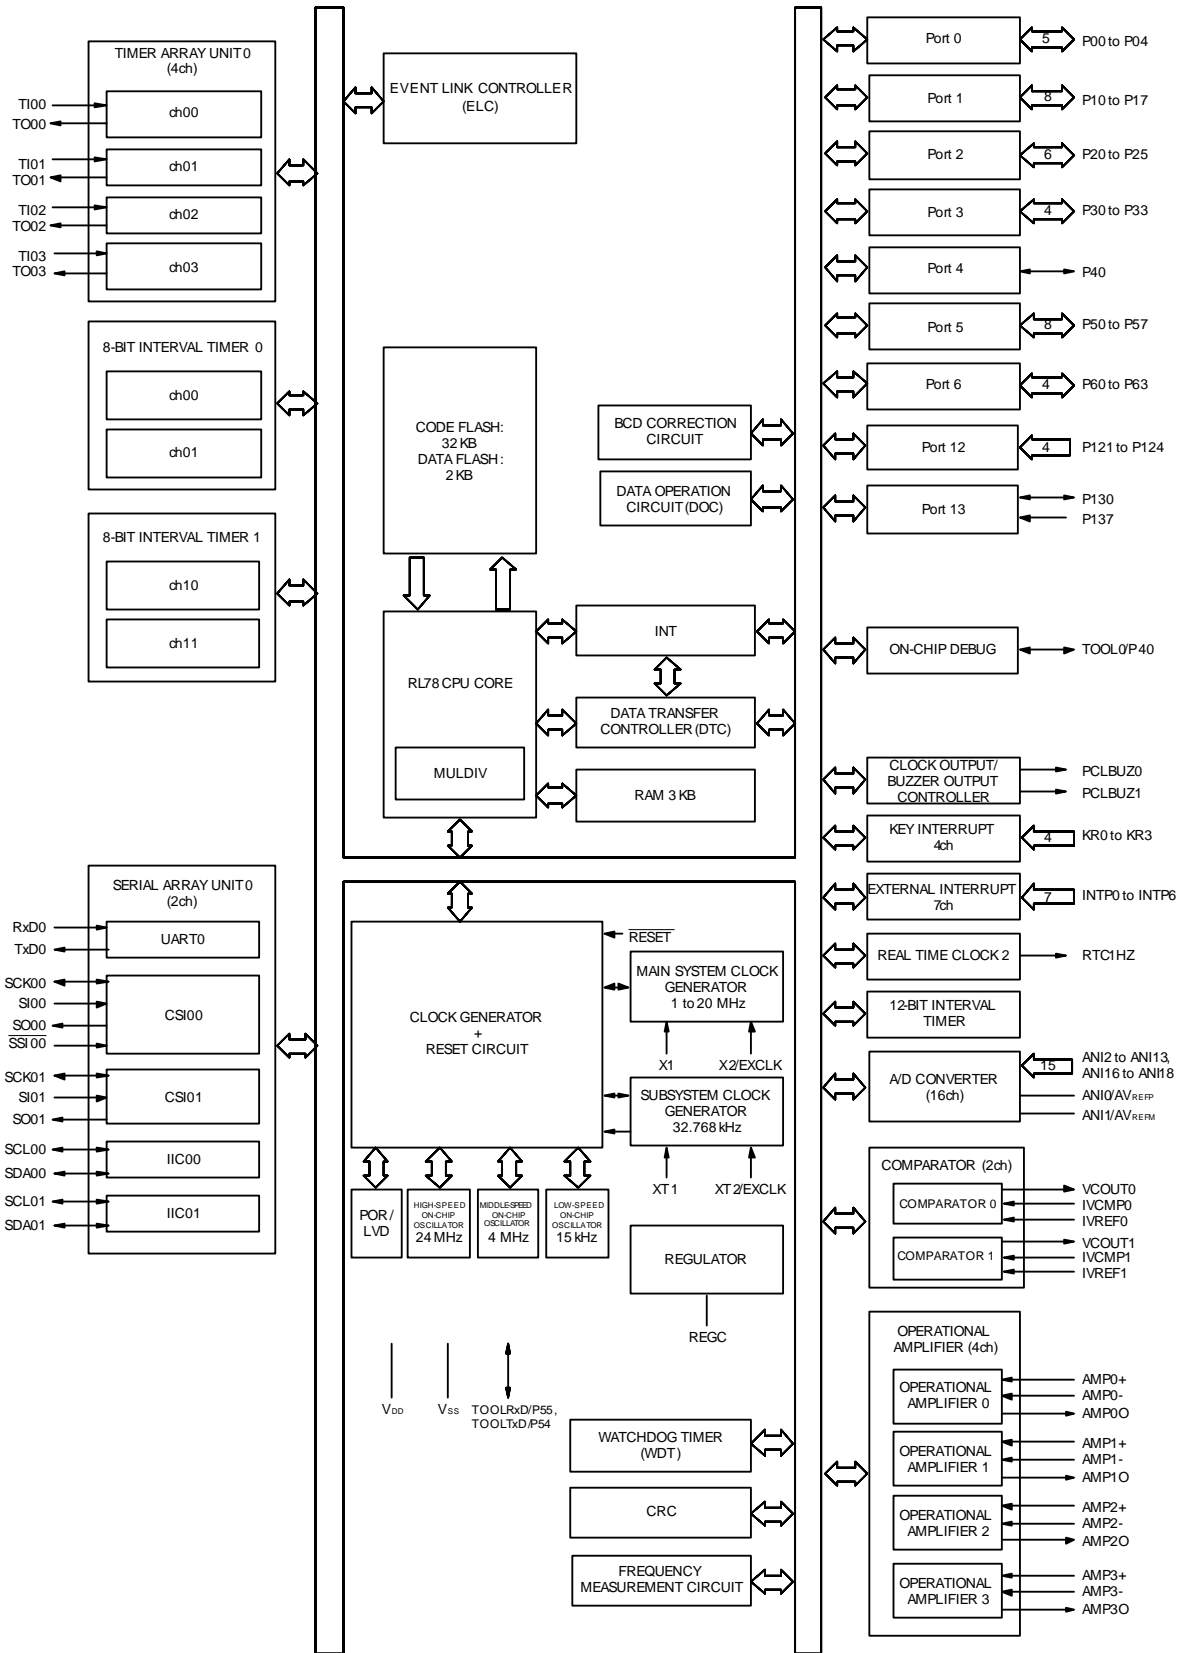 TIMER ARRAY UNIT 0
(4ch)
TI00
TO00
ch00
TI01
TO01
ch01
TI02
TO02
ch02
TI03
TO03
ch03
8-BIT INTERVAL TIMER 0
ch00
ch01
8-BIT INTERVAL TIMER 1
ch10
ch11
SERIAL ARRAY UNIT 0
(2ch)
RxD0
TxD0
UART0
SCK00
SI00
SO00
SSI00
CSI00
SCK01
SI01
SO01
CSI01
SCL00
SDA00
IIC00
SCL01
SDA01
IIC01
EVENT LINK CONTROLLER
(ELC)
CODE FLASH:
32 KB
DATA FLASH:
2 KB
BCD CORRECTION
CIRCUIT
DATA OPERATION
CIRCUIT (DOC)
RL78 CPU CORE
MULDIV
INT
DATA TRANSFER
CONTROLLER (DTC)
RAM 3 KB
CLOCK GENERATOR
+
RESET CIRCUIT
RESET
MAIN SYSTEM CLOCK
GENERATOR
1 to 20 MHz
X1
X2/EXCLK
SUBSYSTEM CLOCK
GENERATOR
32.768 kHz
XT1
XT2/EXCLK
POR /
LVD
HIGH-SPEED
ON-CHIP
OSCILLATOR
24 MHz
MIDDLE-SPEED
ON-CHIP
OSCILLATOR
4 MHz
LOW-SPEED
ON-CHIP
OSCILLATOR
15 kHz
REGULATOR
REGC
VDD
VSS
TOOLRxD/P55,
TOOLTxD/P54
WATCHDOG TIMER
(WDT)
CRC
FREQUENCY
MEASUREMENT CIRCUIT
Port 0
5
P00 to P04
Port 1
8
P10 to P17
Port 2
6
P20 to P25
Port 3
4
P30 to P33
Port 4
P40
Port 5
8
P50 to P57
Port 6
4
P60 to P63
Port 12
4
P121 to P124
Port 13
P130
P137
ON-CHIP DEBUG
TOOL0/P40
CLOCK OUTPUT/
BUZZER OUTPUT
CONTROLLER
PCLBUZ0
PCLBUZ1
KEY INTERRUPT
4ch
4
KR0 to KR3
EXTERNAL INTERRUPT
7ch
7
INTP0 to INTP6
REAL TIME CLOCK 2
RTC1HZ
12-BIT INTERVAL
TIMER
A/D CONVERTER
(16ch)
15
ANI2 to ANI13,
ANI16 to ANI18
ANI0/AVREFP
ANI1/AVREFM
COMPARATOR (2ch)
COMPARATOR 0
VCOUT0
IVCMP0
IVREF0
COMPARATOR 1
VCOUT1
IVCMP1
IVREF1
OPERATIONAL
AMPLIFIER (4ch)
OPERATIONAL
AMPLIFIER 0
AMP0+
AMP0-
AMP0O
OPERATIONAL
AMPLIFIER 1
AMP1+
AMP1-
AMP1O
OPERATIONAL
AMPLIFIER 2
AMP2+
AMP2-
AMP2O
OPERATIONAL
AMPLIFIER 3
AMP3+
AMP3-
AMP3O